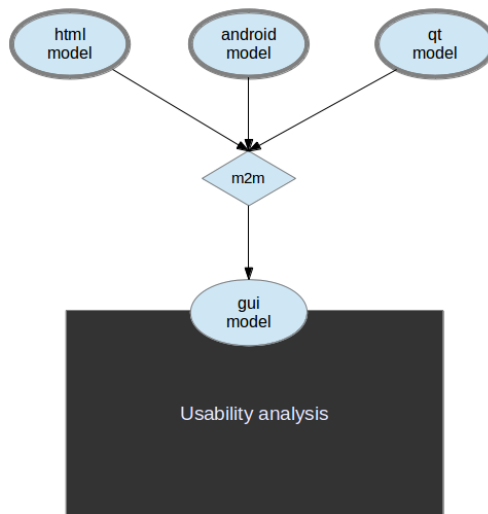 html
model
android
model
qt
model
m2m
gui
model
Usability analysis